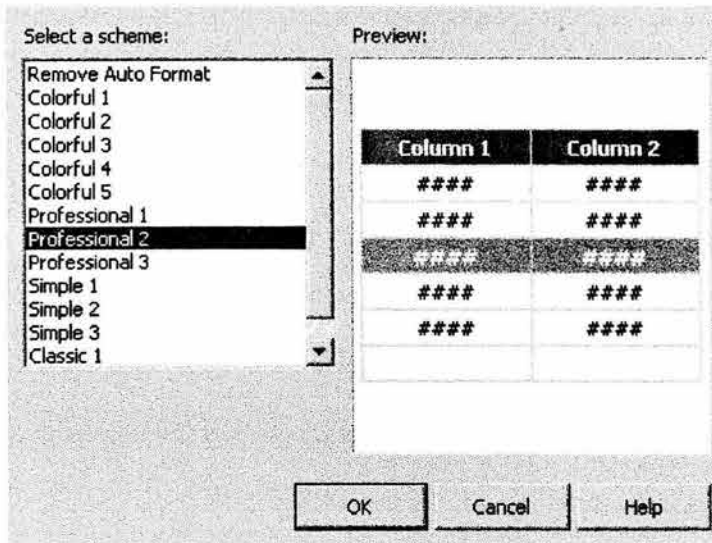 Select a scheme:
Remove Auto Format
Colorful 1
Colorful 2
Colorful 3
Colorful 4
Colorful 5
Professional 1
Professional 2
Professional 3
Simple 1
Simple 2
Simple 3
Classic 1
Preview:
Column 1 Column 2
#### ####
#### ####
#### ####
#### ####
#### ####
OK Cancel Help